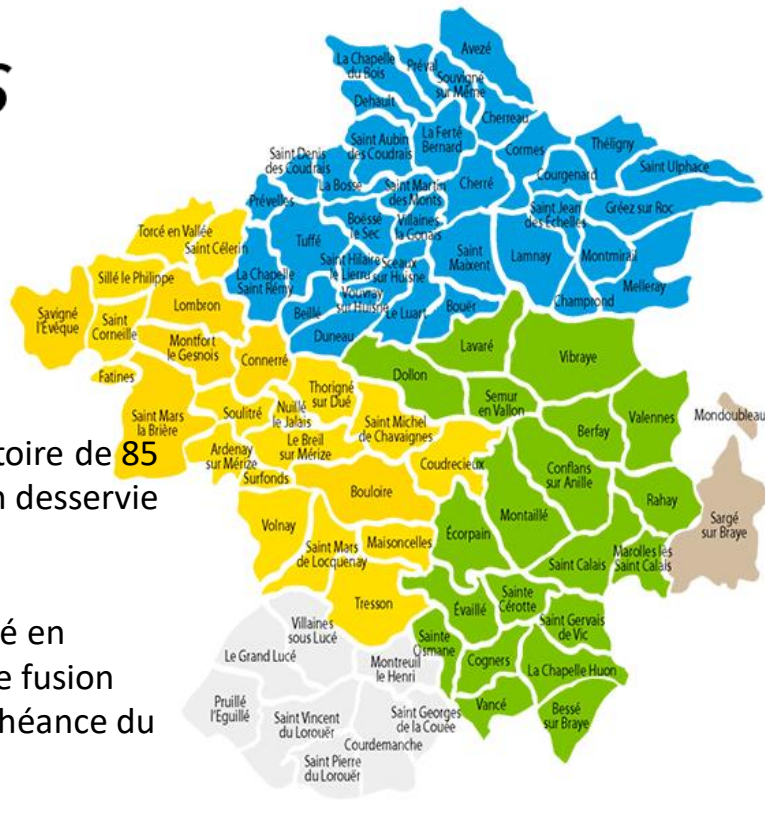 s
La Chapelle
du Bois
Préval
Avezé
Souvigné
sur Même
Dehault
Cherreau
Saint Aubin
des Coudrais
La Ferté
Bernard
Cormes
Théligny
Saint Denis
des Coudrais
La Bosse
Saint Martin
des Monts
Cherré
Courgenard
Saint Ulphace
Prévelles
Boëssé
le Sec
Villaines
la Gonais
Saint Jean
des Échelles
Gréez sur Roc
Torcé en Vallée
Saint Célerin
Tuffé
Saint Hilaire
le Lierru
Sceaux
sur Huisne
Saint
Maixent
Lamnay
Montmirail
Sillé le Philippe
La Chapelle
Saint Rémy
Vouvray
sur Huisne
Melleray
Savigné
l'Evêque
Saint
Corneille
Lombron
Beillé
Le Luart
Bouër
Champrond
Duneau
Montfort
le Gesnois
Connerré
Lavaré
Vibraye
Fatines
Dollon
Thorigné
sur Dué
Semur
en Vallon
Saint Mars
la Brière
Soulitré
Nuillé
le Jalais
Saint Michel
de Chavaignes
Berfay
Valennes
Mondoubleau
Ardenay
sur Mérize
Le Breil
sur Mérize
toire de 85
Surfonds
Coudrecieux
Conflans
sur Anille
n desservie
Bouloire
Rahay
Volnay
Montaillé
Sargé
sur Braye
Saint Mars
de Locquenay
Maisoncelles
Écorpain
Saint Calais
Marolles lès
Saint Calais
Tresson
Évaillé
Sainte
Cérotte
Saint Gervais
de Vic
é en
Villaines
sous Lucé
Sainte
Osmane
Le Grand Lucé
Montreuil
le Henri
Cogners
La Chapelle Huon
e fusion
Pruillé
l'Eguillé
Saint Vincent
du Lorouër
Saint Georges
de la Couée
Vancé
Bessé
sur Braye
héance du
Courdemanche
Saint Pierre
du Lorouër